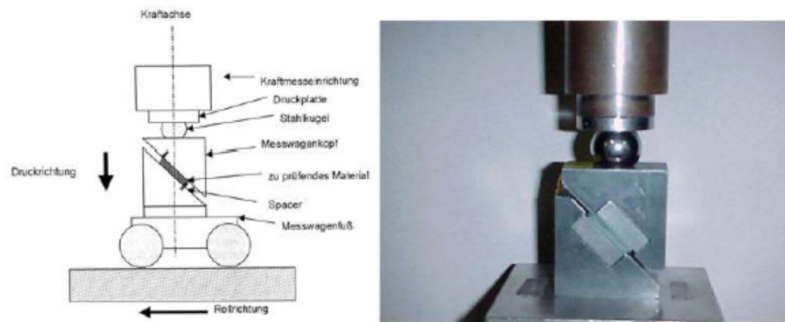 Kraftachse
Kraftmesseinrichtung
Druckplatte
Stahlkugel
Messwagenkopf
Druckrichtung
zu prüfendes Material
Spacer
Messwagenfuß
Rollrichtung